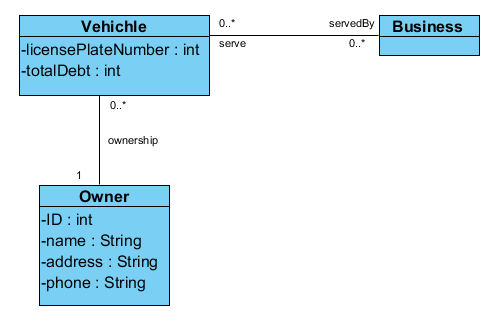 Vehichle
-licensePlateNumber : int
-totalDebt : int
0..*
servedBy
serve
0..*
Business
0..*
ownership
1
Owner
-ID : int
-name : String
-address : String
-phone : String